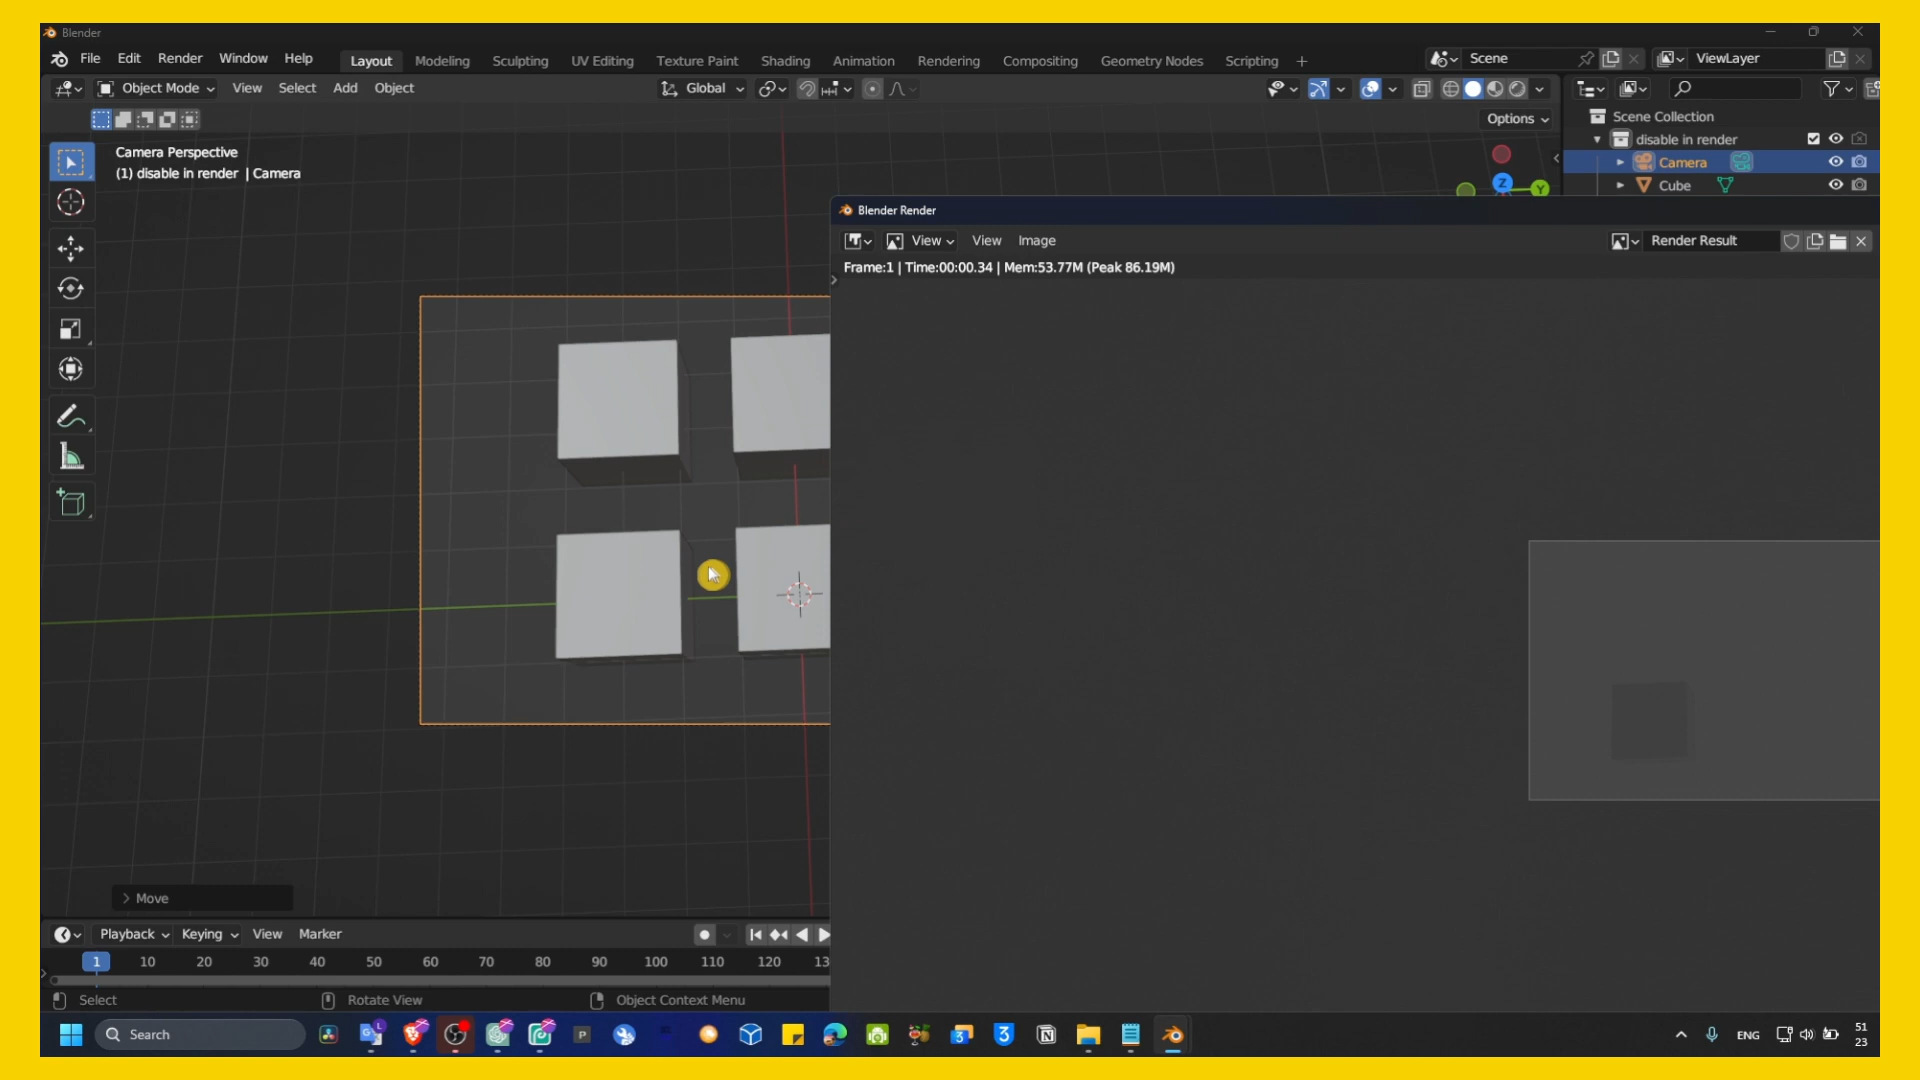 Blender
File Edit Render Window Help Layout Modeling Sculpting UV Editing Texture Paint Shading Animation Rendering Compositing Geometry Nodes Scripting + Scene ViewLayer
Object Mode View Select Add Object Global
Options
Scene Collection
disable in render
Camera
Cube
Camera Perspective
(1) disable in render | Camera
Z
Y
Blender Render
View View Image Render Result
Frame:1 | Time:00:00.34 | Mem:53.77M (Peak 86.19M)
> Move
Playback Keying View Marker
1 10 20 30 40 50 60 70 80 90 100 110 120 13
Select Rotate View Object Context Menu
Search
ENG
51
23